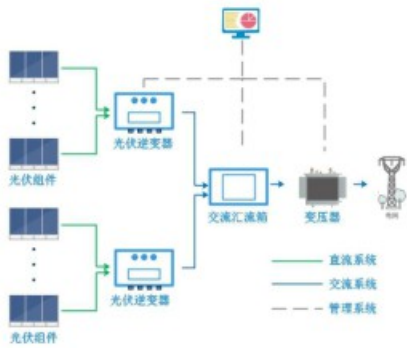 光伏逆变器
光伏组件
交流汇流箱
变压器
电网
直流系统
光伏逆变器
交流系统
管理系统
光伏组件